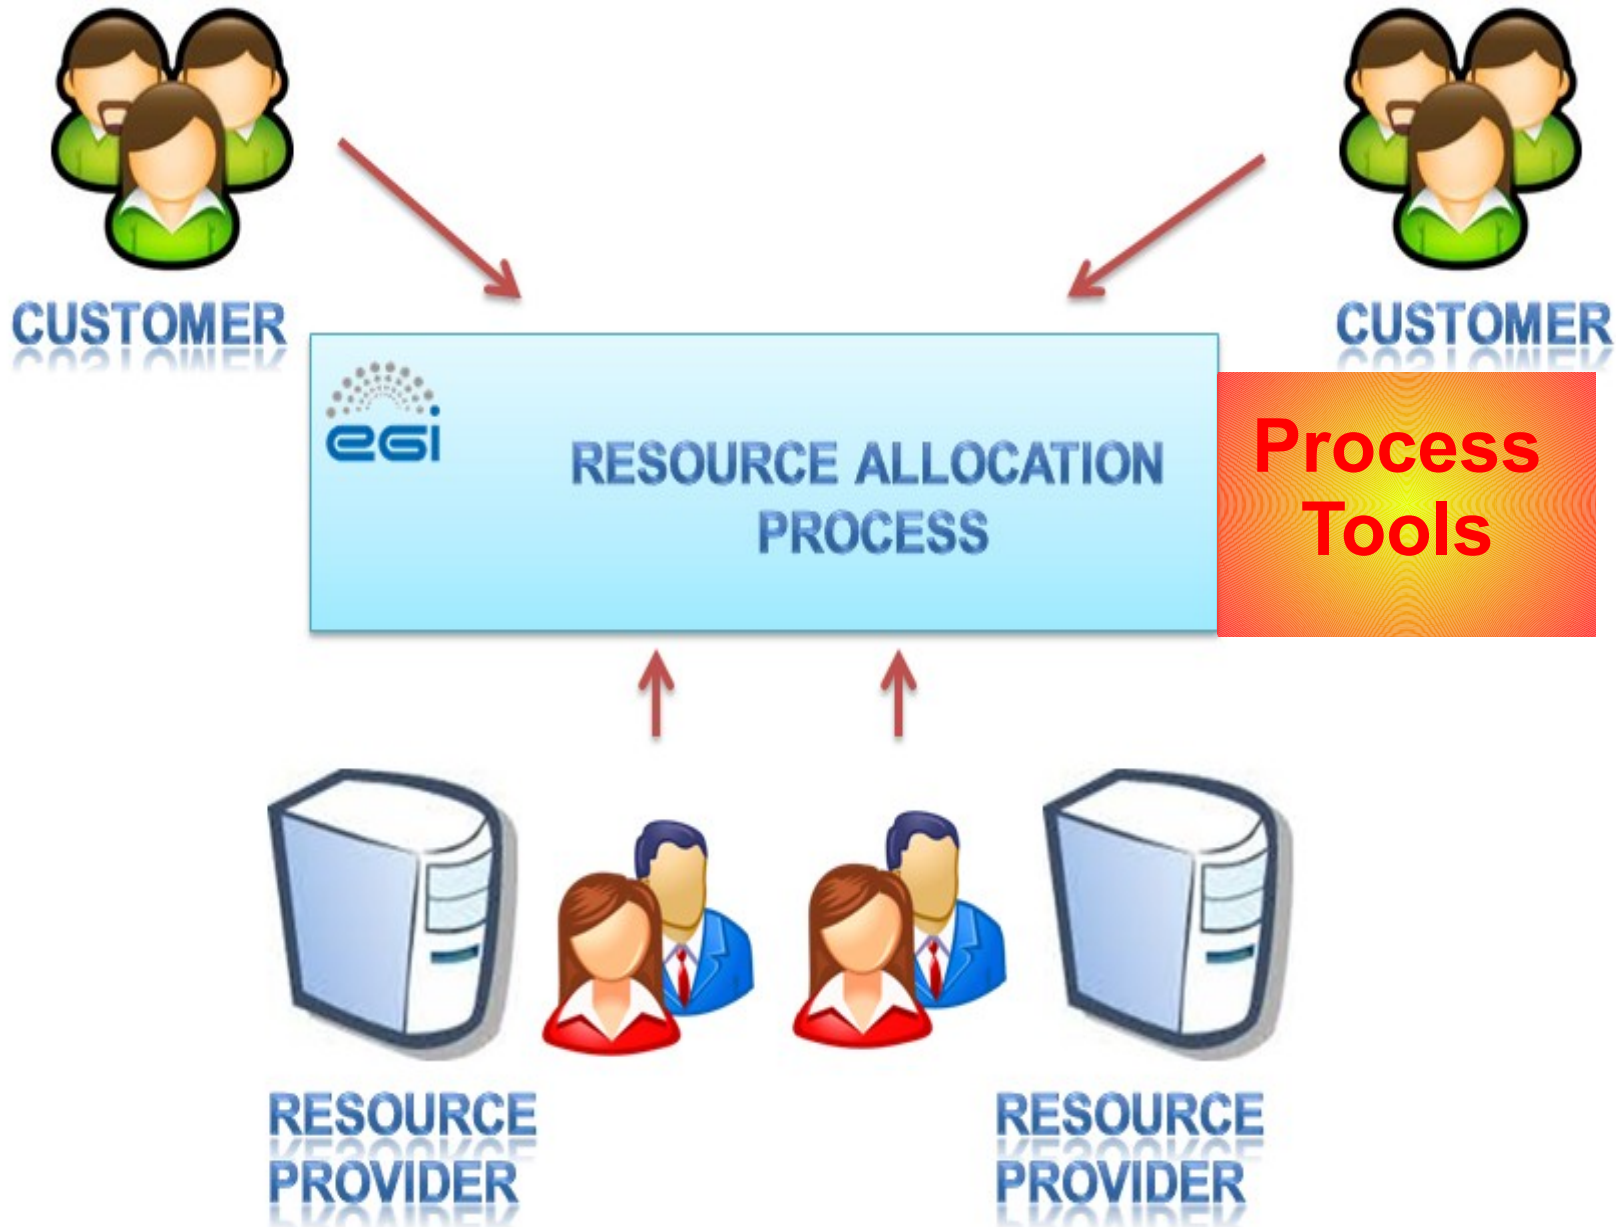 CUSTOMER
CUSTOMER
egi
RESOURCE ALLOCATION
PROCESS
Process
Tools
RESOURCE
PROVIDER
RESOURCE
PROVIDER